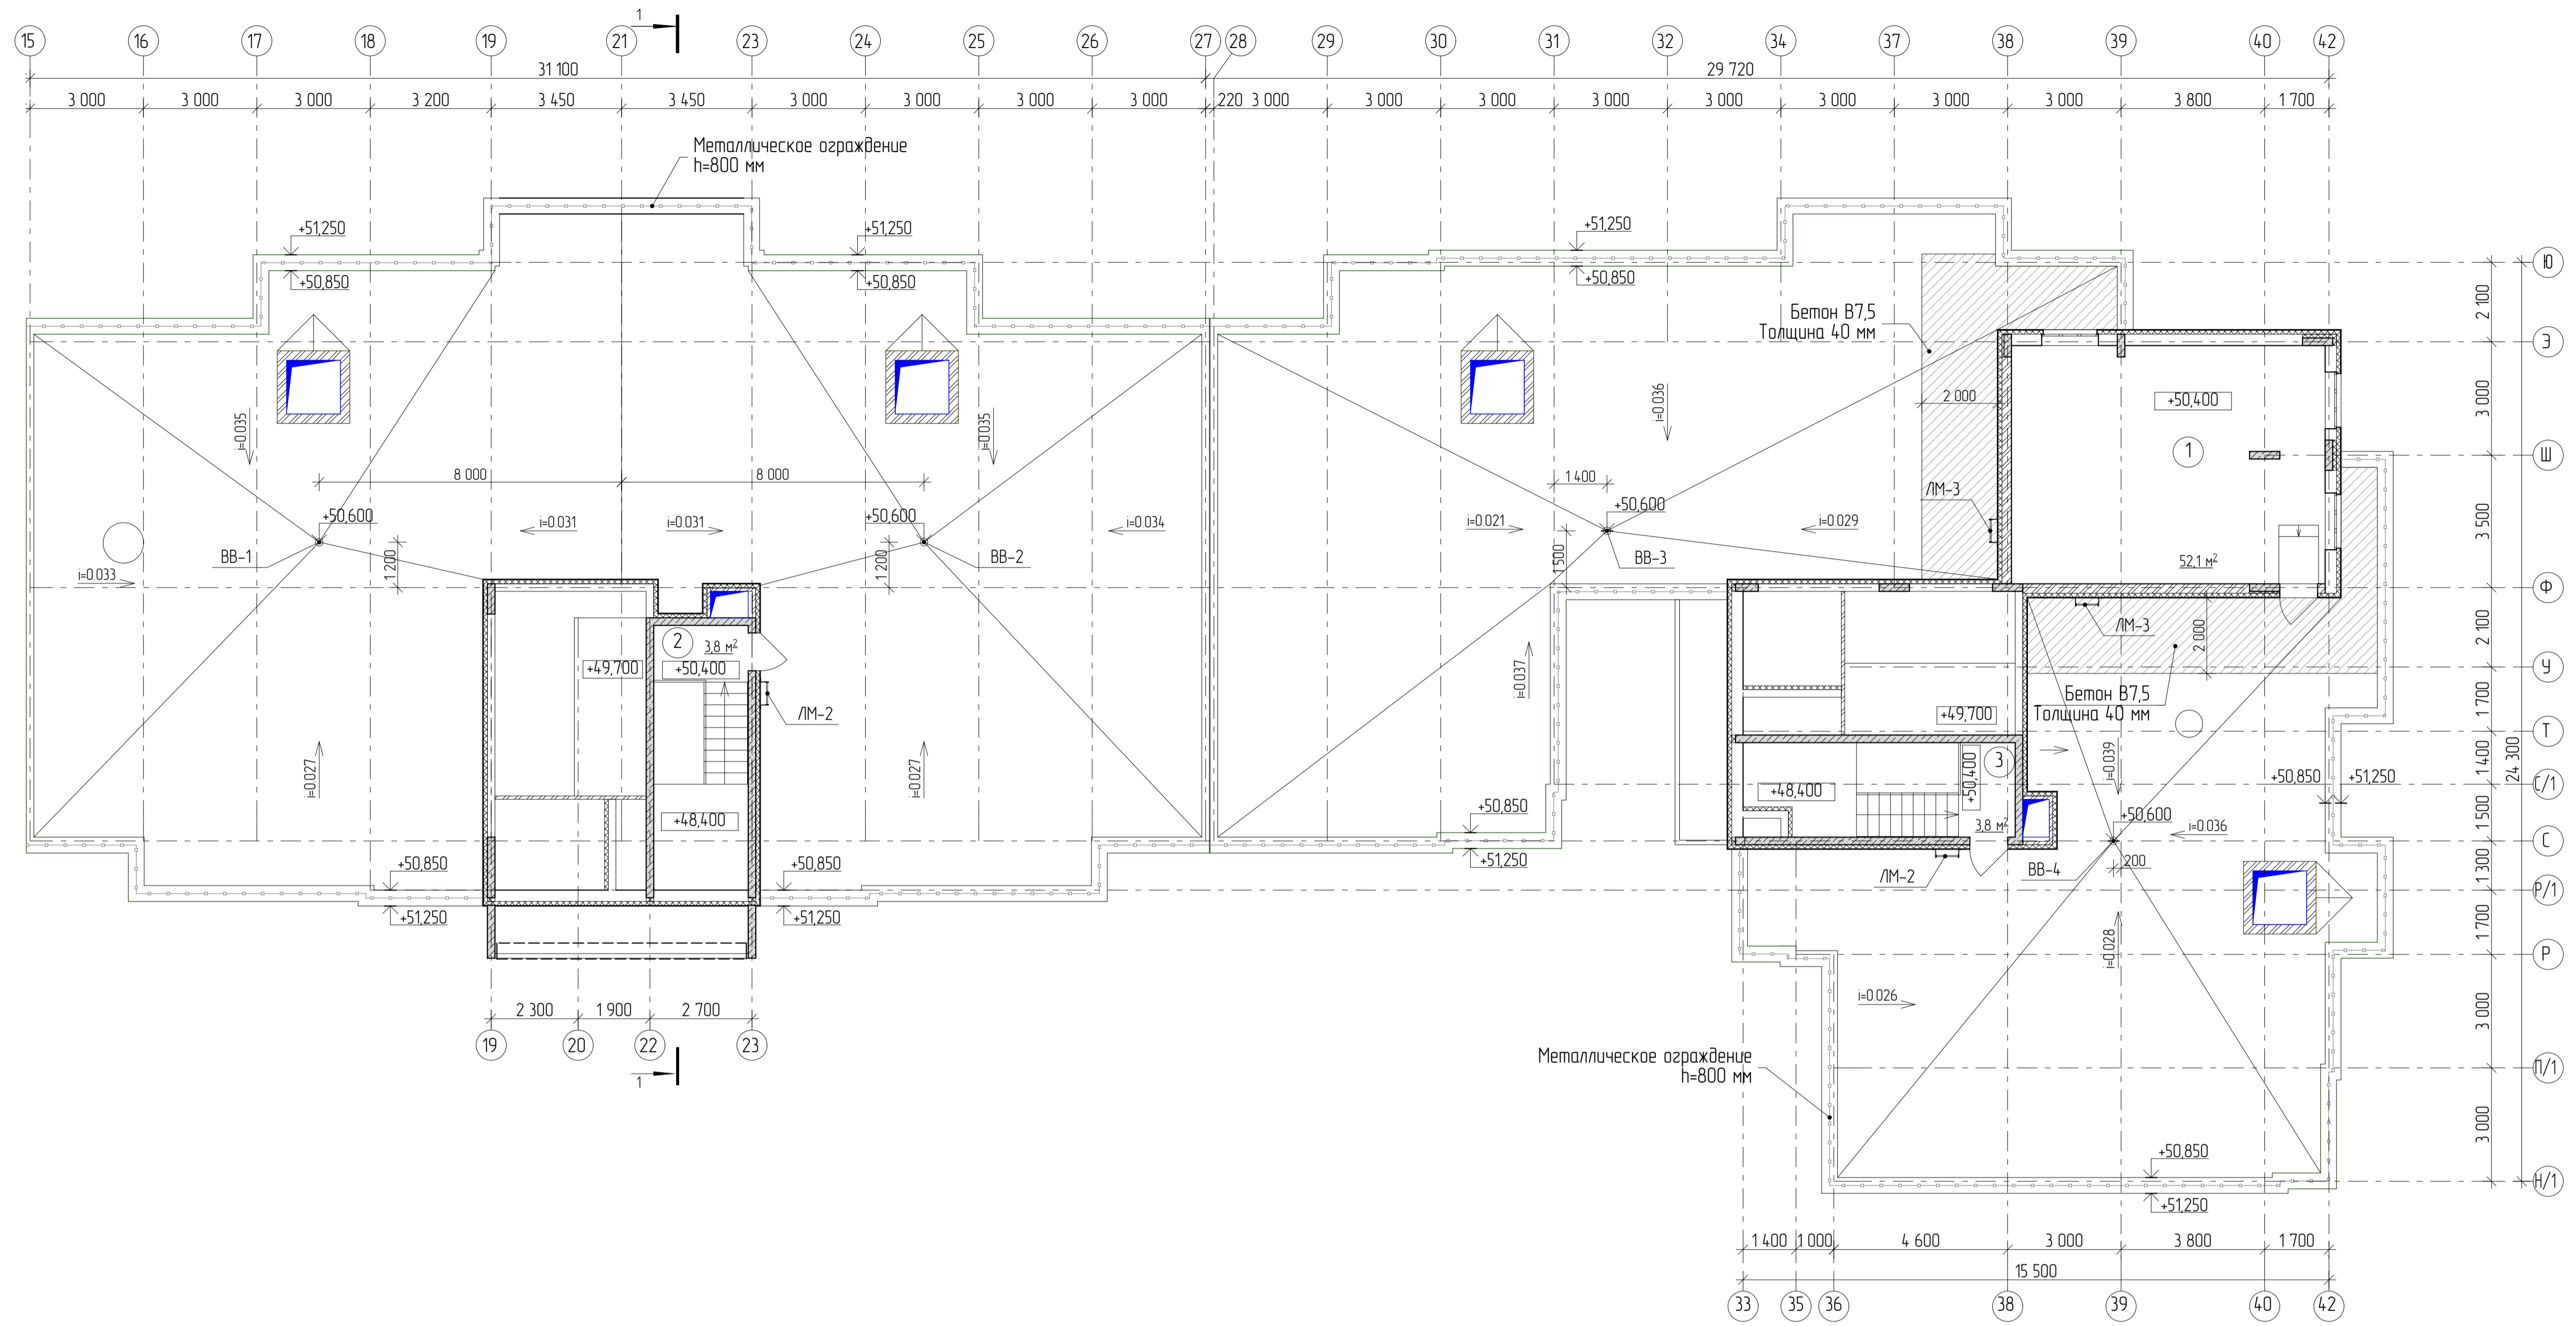 1
15 16 17 18 19 21 23 24 25 26 27 28 29 30 31 32 34 37 38 39 40 42
31 100 29 720
3 000 3 000 3 000 3 200 3 450 3 450 3 000 3 000 3 000 3 000 220 3 000 3 000 3 000 3 000 3 000 3 000 3 000 3 000 3 800 1 700
Металлическое ограждение
h=800 мм
+51,250 +51,250 +51,250
+50,850 +50,850 +50,850
Ю
2 100
Бетон В7,5
Толщина 40 мм
З
i=0.035 i=0.035 i=0.036
2 000
+50,400
3 000
1
Ш
8 000 8 000 1 400
ЛМ-3
+50,600 +50,600 +50,600
i=0.031 i=0.031 i=0.034 i=0.021 i=0.029
3 500
ВВ-1 1 200 1 200 ВВ-2 1 500 ВВ-3
52,1 м2
i=0.033
Ф
2 3,8 м2
ЛМ-3
2 000
2 100
+49,700 +50,400
i=0.037
У
Бетон В7,5
Толщина 40 мм
ЛМ-2
+49,700
1 700
Т
i=0.027 i=0.027
3 +50,400
i=0.039
1 400
24 300
+50,850 +51,250
С/1
+48,400
+50,850
+48,400
3,8 м2
+50,600
i=0.036
1 500
С
+50,850 +50,850
+51,250
ЛМ-2
ВВ-4
200
1 300
Р/1
+51,250 +51,250
i=0.028
1 700
Р
i=0.026
2 300 1 900 2 700
3 000
19 20 22 23
Металлическое ограждение
h=800 мм
П/1
1
3 000
+50,850
Н/1
+51,250
1 400 1 000 4 600 3 000 3 800 1 700
15 500
33 35 36 38 39 40 42